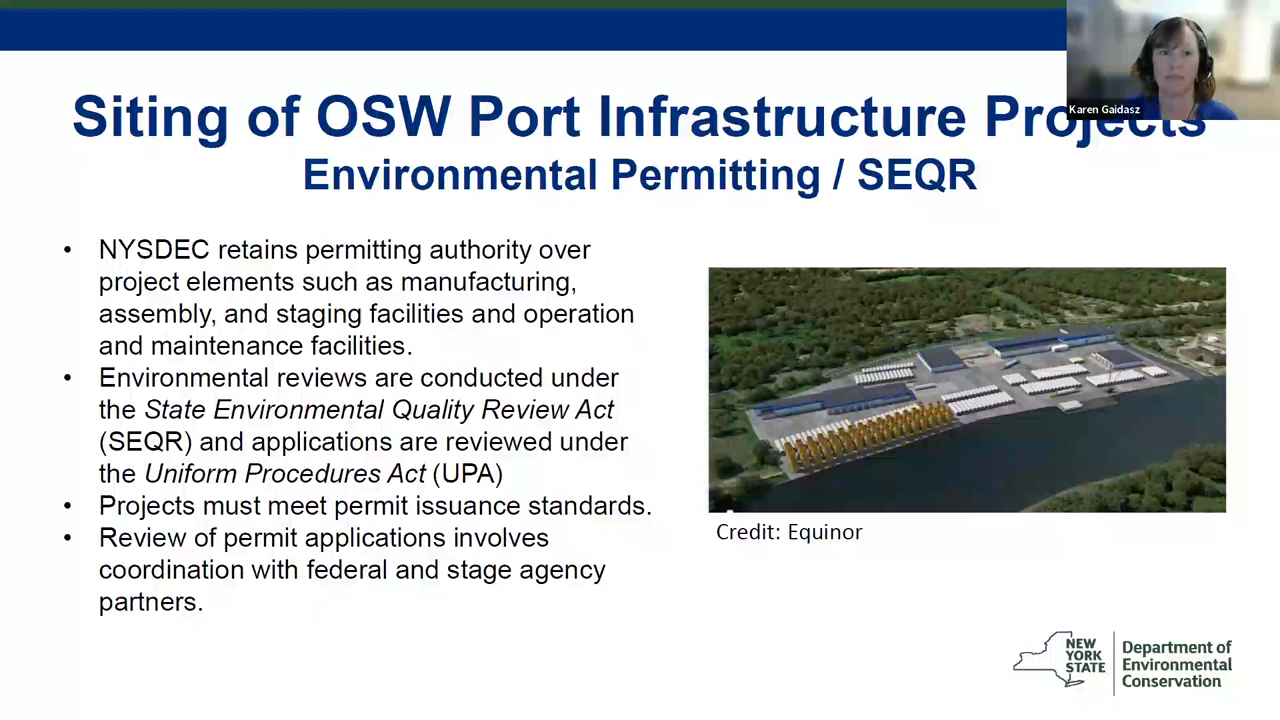 Karen Gaidasz
Siting of OSW Port Infrastructure Projects
Environmental Permitting / SEQR
• NYSDEC retains permitting authority over
project elements such as manufacturing,
assembly, and staging facilities and operation
and maintenance facilities.
• Environmental reviews are conducted under
the State Environmental Quality Review Act
(SEQR) and applications are reviewed under
the Uniform Procedures Act (UPA)
• Projects must meet permit issuance standards.
• Review of permit applications involves
coordination with federal and stage agency
partners.
Credit: Equinor
NEW
YORK
STATE
Department of
Environmental
Conservation